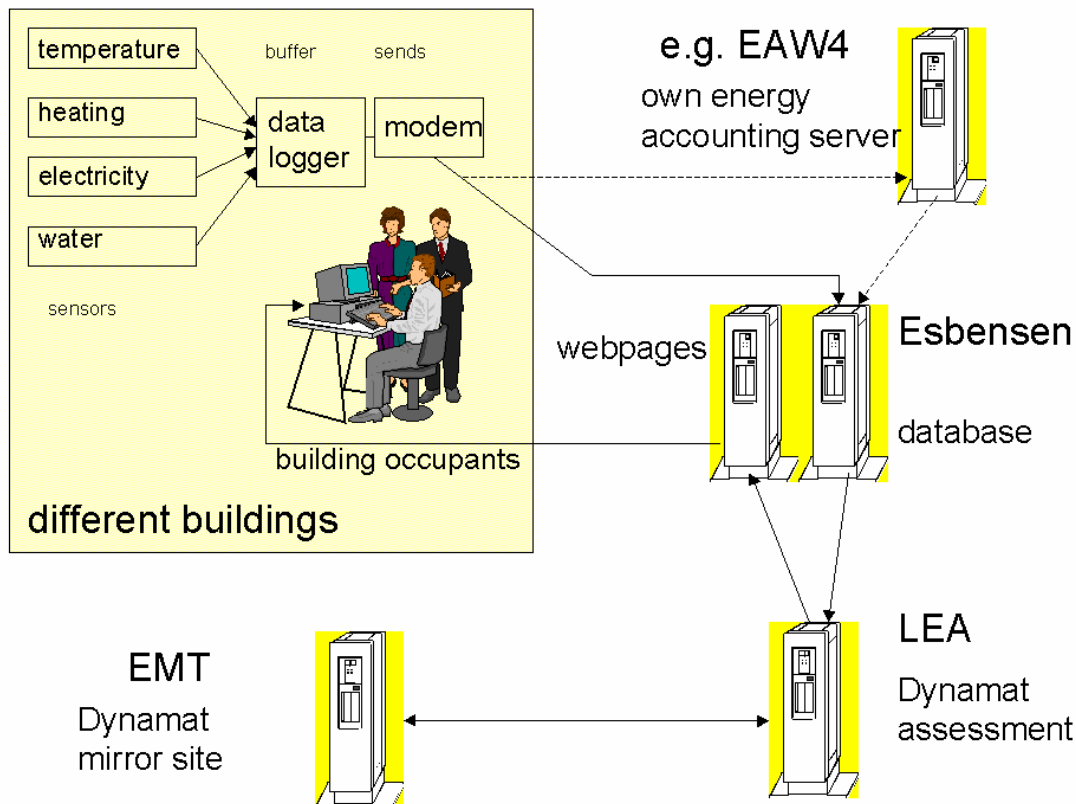 temperature
buffer
sends
heating
data
logger
modem
electricity
water
sensors
building occupants
different buildings
e.g. EAW4
own energy
accounting server
webpages
Esbensen
database
LEA
Dynamat
assessment
EMT
Dynamat
mirror site